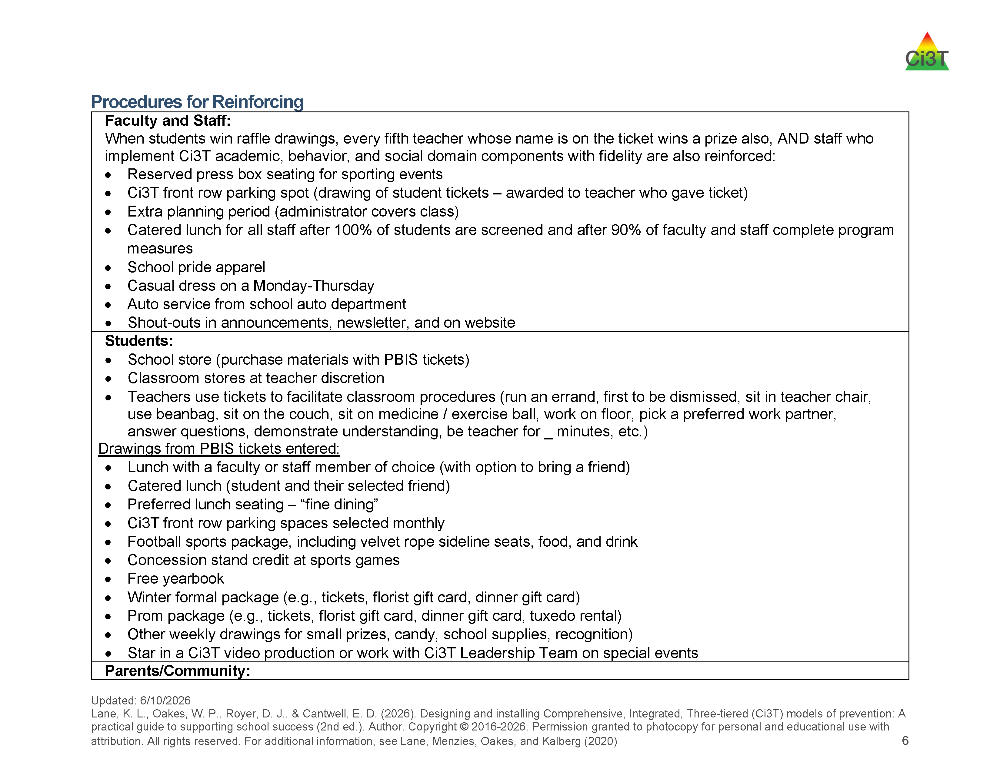 Ci3T
Procedures for Reinforcing
Faculty and Staff:
When students win raffle drawings, every fifth teacher whose name is on the ticket wins a prize also, AND staff who
implement Ci3T academic, behavior, and social domain components with fidelity are also reinforced:
• Reserved press box seating for sporting events
• Ci3T front row parking spot (drawing of student tickets – awarded to teacher who gave ticket)
• Extra planning period (administrator covers class)
• Catered lunch for all staff after 100% of students are screened and after 90% of faculty and staff complete program
measures
• School pride apparel
• Casual dress on a Monday-Thursday
• Auto service from school auto department
• Shout-outs in announcements, newsletter, and on website
Students:
• School store (purchase materials with PBIS tickets)
• Classroom stores at teacher discretion
• Teachers use tickets to facilitate classroom procedures (run an errand, first to be dismissed, sit in teacher chair,
use beanbag, sit on the couch, sit on medicine / exercise ball, work on floor, pick a preferred work partner,
answer questions, demonstrate understanding, be teacher for _ minutes, etc.)
Drawings from PBIS tickets entered:
• Lunch with a faculty or staff member of choice (with option to bring a friend)
• Catered lunch (student and their selected friend)
• Preferred lunch seating – “fine dining”
• Ci3T front row parking spaces selected monthly
• Football sports package, including velvet rope sideline seats, food, and drink
• Concession stand credit at sports games
• Free yearbook
• Winter formal package (e.g., tickets, florist gift card, dinner gift card)
• Prom package (e.g., tickets, florist gift card, dinner gift card, tuxedo rental)
• Other weekly drawings for small prizes, candy, school supplies, recognition)
• Star in a Ci3T video production or work with Ci3T Leadership Team on special events
Parents/Community:
Updated: 6/10/2026
Lane, K. L., Oakes, W. P., Royer, D. J., & Cantwell, E. D. (2026). Designing and installing Comprehensive, Integrated, Three-tiered (Ci3T) models of prevention: A
practical guide to supporting school success (2nd ed.). Author. Copyright © 2016-2026. Permission granted to photocopy for personal and educational use with
attribution. All rights reserved. For additional information, see Lane, Menzies, Oakes, and Kalberg (2020)
6